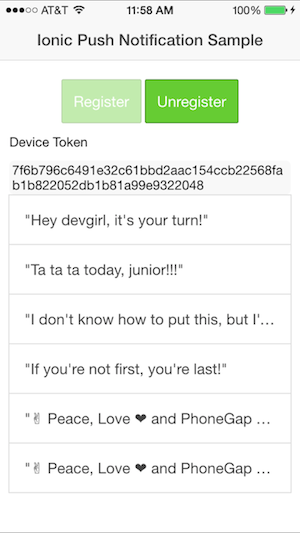 AT&T 11:58 AM 100%
Ionic Push Notification Sample
Register Unregister
Device Token
7f6b796c6491e32c61bbd2aac154ccb22568fa
b1b822052db1b81a99e9322048
"Hey devgirl, it's your turn!"
"Ta ta ta today, junior!!!"
"I don't know how to put this, but I'...
"If you're not first, you're last!"
"✌ Peace, Love ❤ and PhoneGap ...
"✌ Peace, Love ❤ and PhoneGap ...